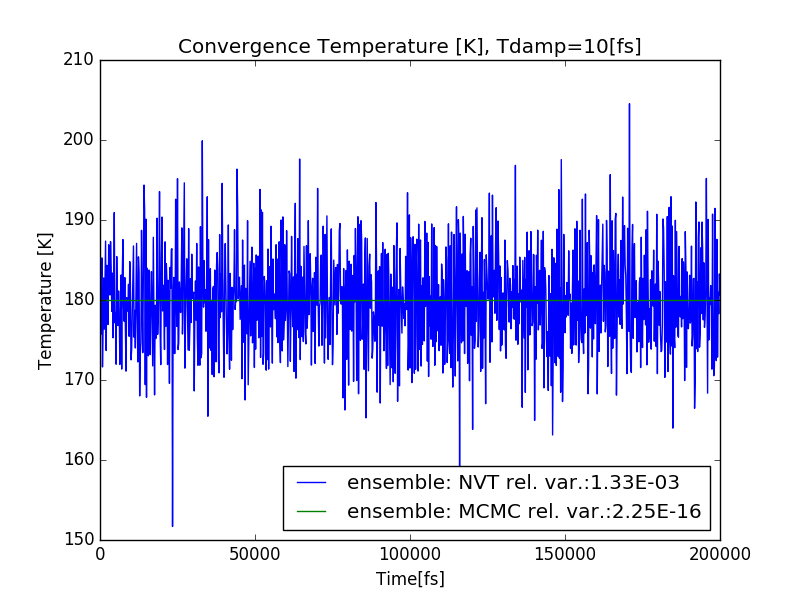 Convergence Temperature [K], Tdamp=10[fs]
210
200
190
180
170
160
150
Temperature [K]
ensemble: NVT rel. var.:1.33E-03
ensemble: MCMC rel. var.:2.25E-16
0 50000 100000 150000 200000
Time[fs]